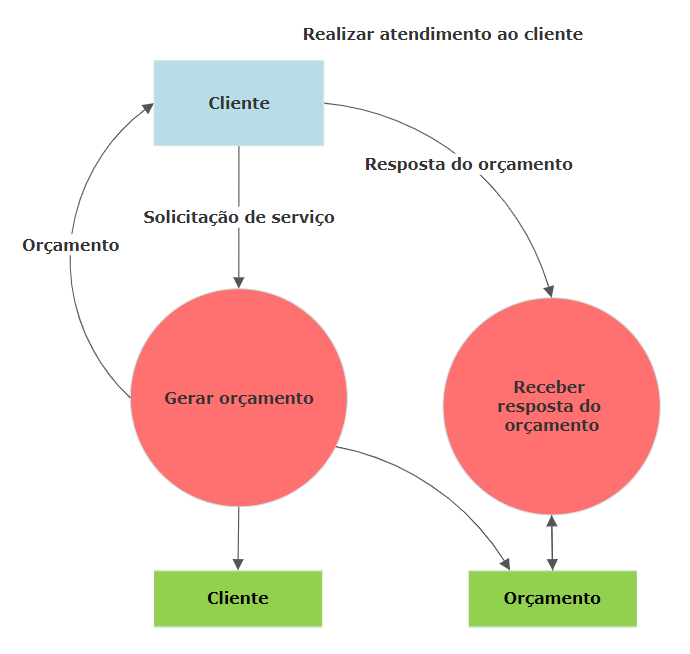 Realizar atendimento ao cliente
Cliente
Resposta do orçamento
Solicitação de serviço
Orçamento
Gerar orçamento
Receber
resposta do
orçamento
Cliente
Orçamento